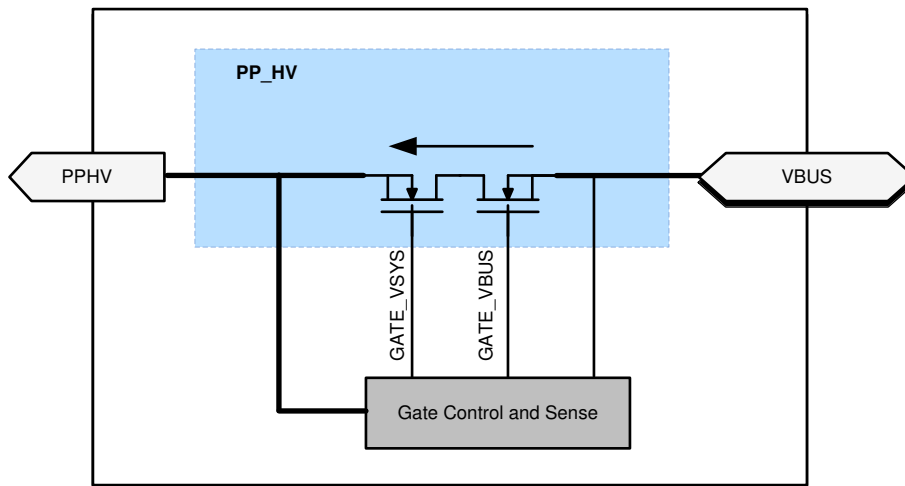 PP_HV
PPHV
VBUS
GATE_VSYS
GATE_VBUS
Gate Control and Sense